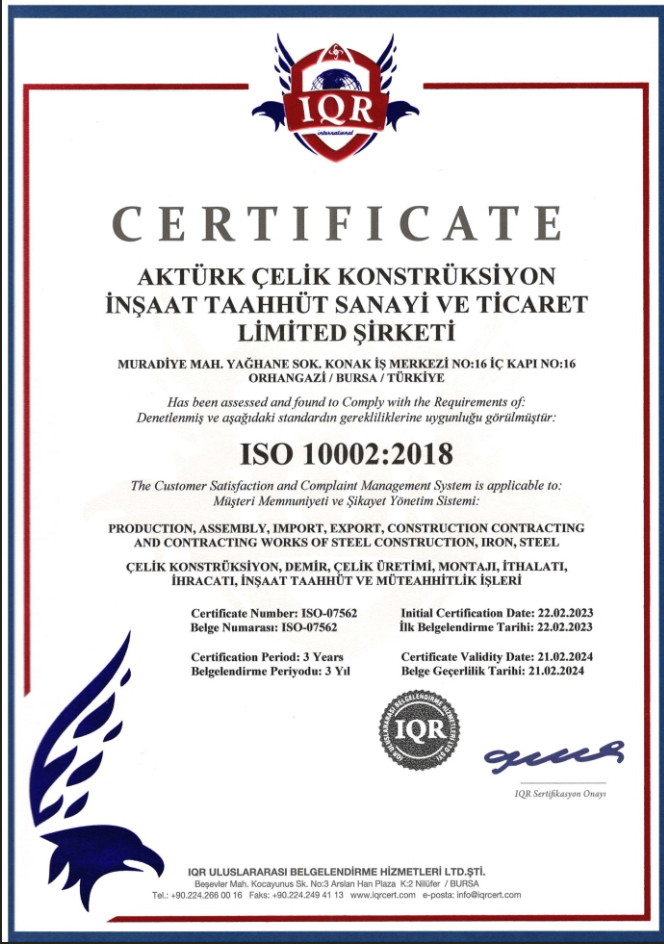 IQR
international
CERTIFICATE
AKTÜRK ÇELİK KONSTRÜKSİYON
İNŞAAT TAAHHÜT SANAYİ VE TİCARET
LİMİTED ŞİRKETİ
MURADİYE MAH. YAĞHANE SOK. KONAK İŞ MERKEZİ NO:16 İÇ KAPI NO:16
ORHANGAZİ / BURSA / TÜRKİYE
Has been assessed and found to Comply with the Requirements of:
Denetlenmiş ve aşağıdaki standardın gerekliliklerine uygunluğu görülmüştür:
ISO 10002:2018
The Customer Satisfaction and Complaint Management System is applicable to:
Müşteri Memnuniyeti ve Şikayet Yönetim Sistemi:
PRODUCTION, ASSEMBLY, IMPORT, EXPORT, CONSTRUCTION CONTRACTING
AND CONTRACTING WORKS OF STEEL CONSTRUCTION, IRON, STEEL
ÇELİK KONSTRÜKSİYON, DEMİR, ÇELİK ÜRETİMİ, MONTAJI, İTHALATI,
İHRACATI, İNŞAAT TAAHHÜT VE MÜTEAHHİTLİK İŞLERİ
Certificate Number: ISO-07562
Belge Numarası: ISO-07562
Initial Certification Date: 22.02.2023
İlk Belgelendirme Tarihi: 22.02.2023
Certification Period: 3 Years
Belgelendirme Periyodu: 3 Yıl
Certificate Validity Date: 21.02.2024
Belge Geçerlilik Tarihi: 21.02.2024
IQR ULUSLARARASI BELGELENDİRME HİZMETLERİ LTD.ŞTİ.
IQR
IQR Sertifikasyon Onayı
IQR ULUSLARARASI BELGELENDİRME HİZMETLERİ LTD.ŞTİ.
Beşevler Mah. Kocayunus Sk. No:3 Arslan Han Plaza K:2 Nilüfer / BURSA
Tel.: +90.224.266 00 16 Faks: +90.224.249 41 13 www.iqrcert.com e-posta: info@iqrcert.com